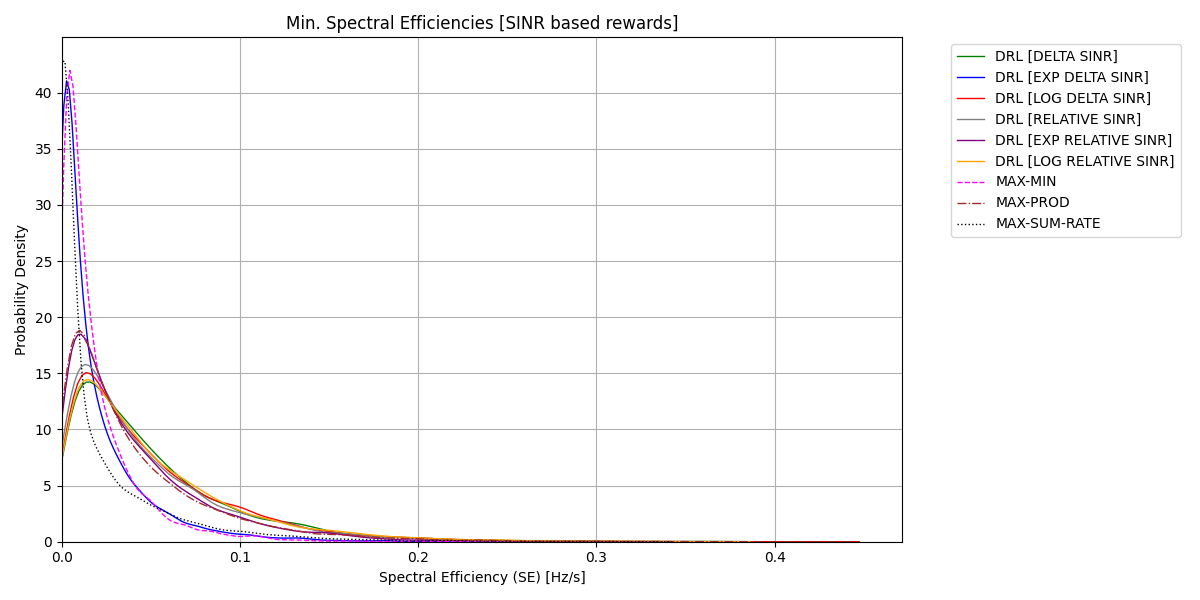 Min. Spectral Efficiencies [SINR based rewards]
Probability Density
40
35
30
25
20
15
10
5
0
0.0 0.1 0.2 0.3 0.4
Spectral Efficiency (SE) [Hz/s]
DRL [DELTA SINR]
DRL [EXP DELTA SINR]
DRL [LOG DELTA SINR]
DRL [RELATIVE SINR]
DRL [EXP RELATIVE SINR]
DRL [LOG RELATIVE SINR]
MAX-MIN
MAX-PROD
MAX-SUM-RATE